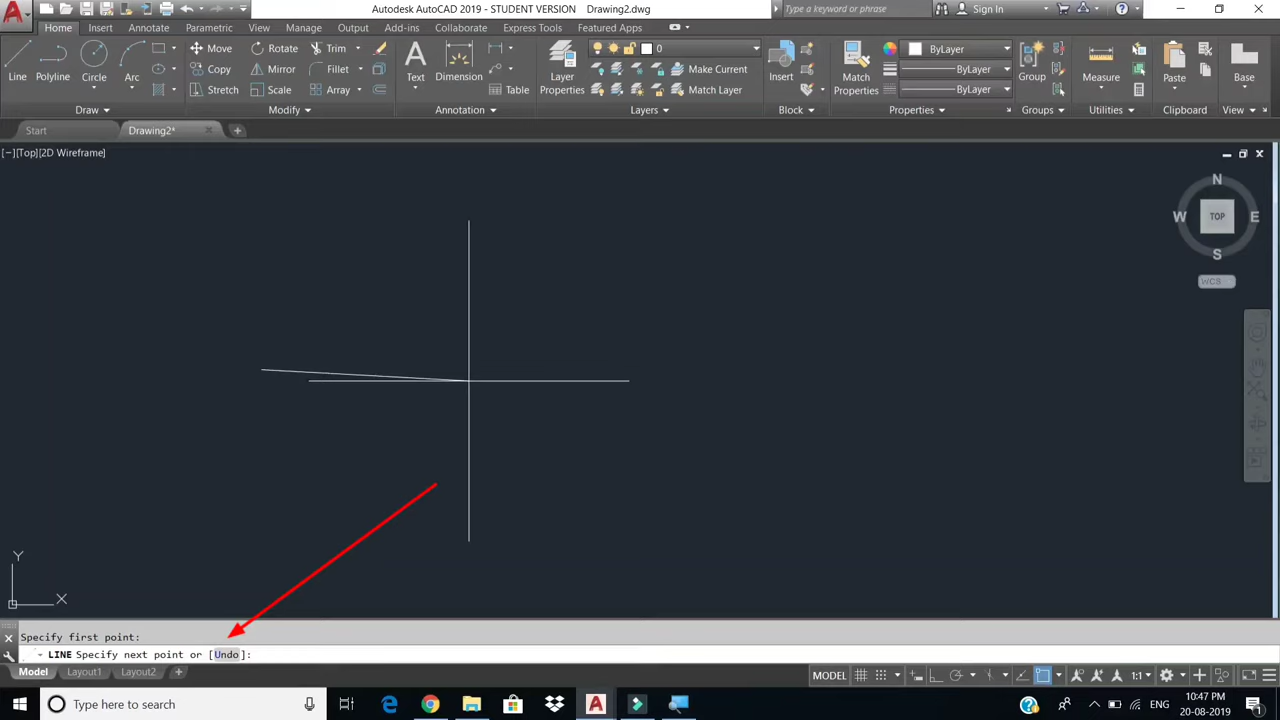 Autodesk AutoCAD 2019 - STUDENT VERSION Drawing2.dwg
Type a keyword or phrase
Sign In
Home Insert Annotate Parametric View Manage Output Add-ins Collaborate Express Tools Featured Apps
Line
Polyline
Circle
Arc
Move
Rotate
Trim
Copy
Mirror
Fillet
Stretch
Scale
Array
Text
Dimension
Table
Layer
Properties
0
Make Current
Match Layer
Insert
Match
Properties
ByLayer
ByLayer
ByLayer
Group
Measure
Paste
Base
Draw
Modify
Annotation
Layers
Block
Properties
Groups
Utilities
Clipboard
View
Start
Drawing2*
[−][Top][2D Wireframe]
N
W
TOP
E
S
WCS
Y
X
Specify first point:
LINE Specify next point or [Undo]:
Model
Layout1
Layout2
MODEL
1:1
Type here to search
10:47 PM
20-08-2019
1